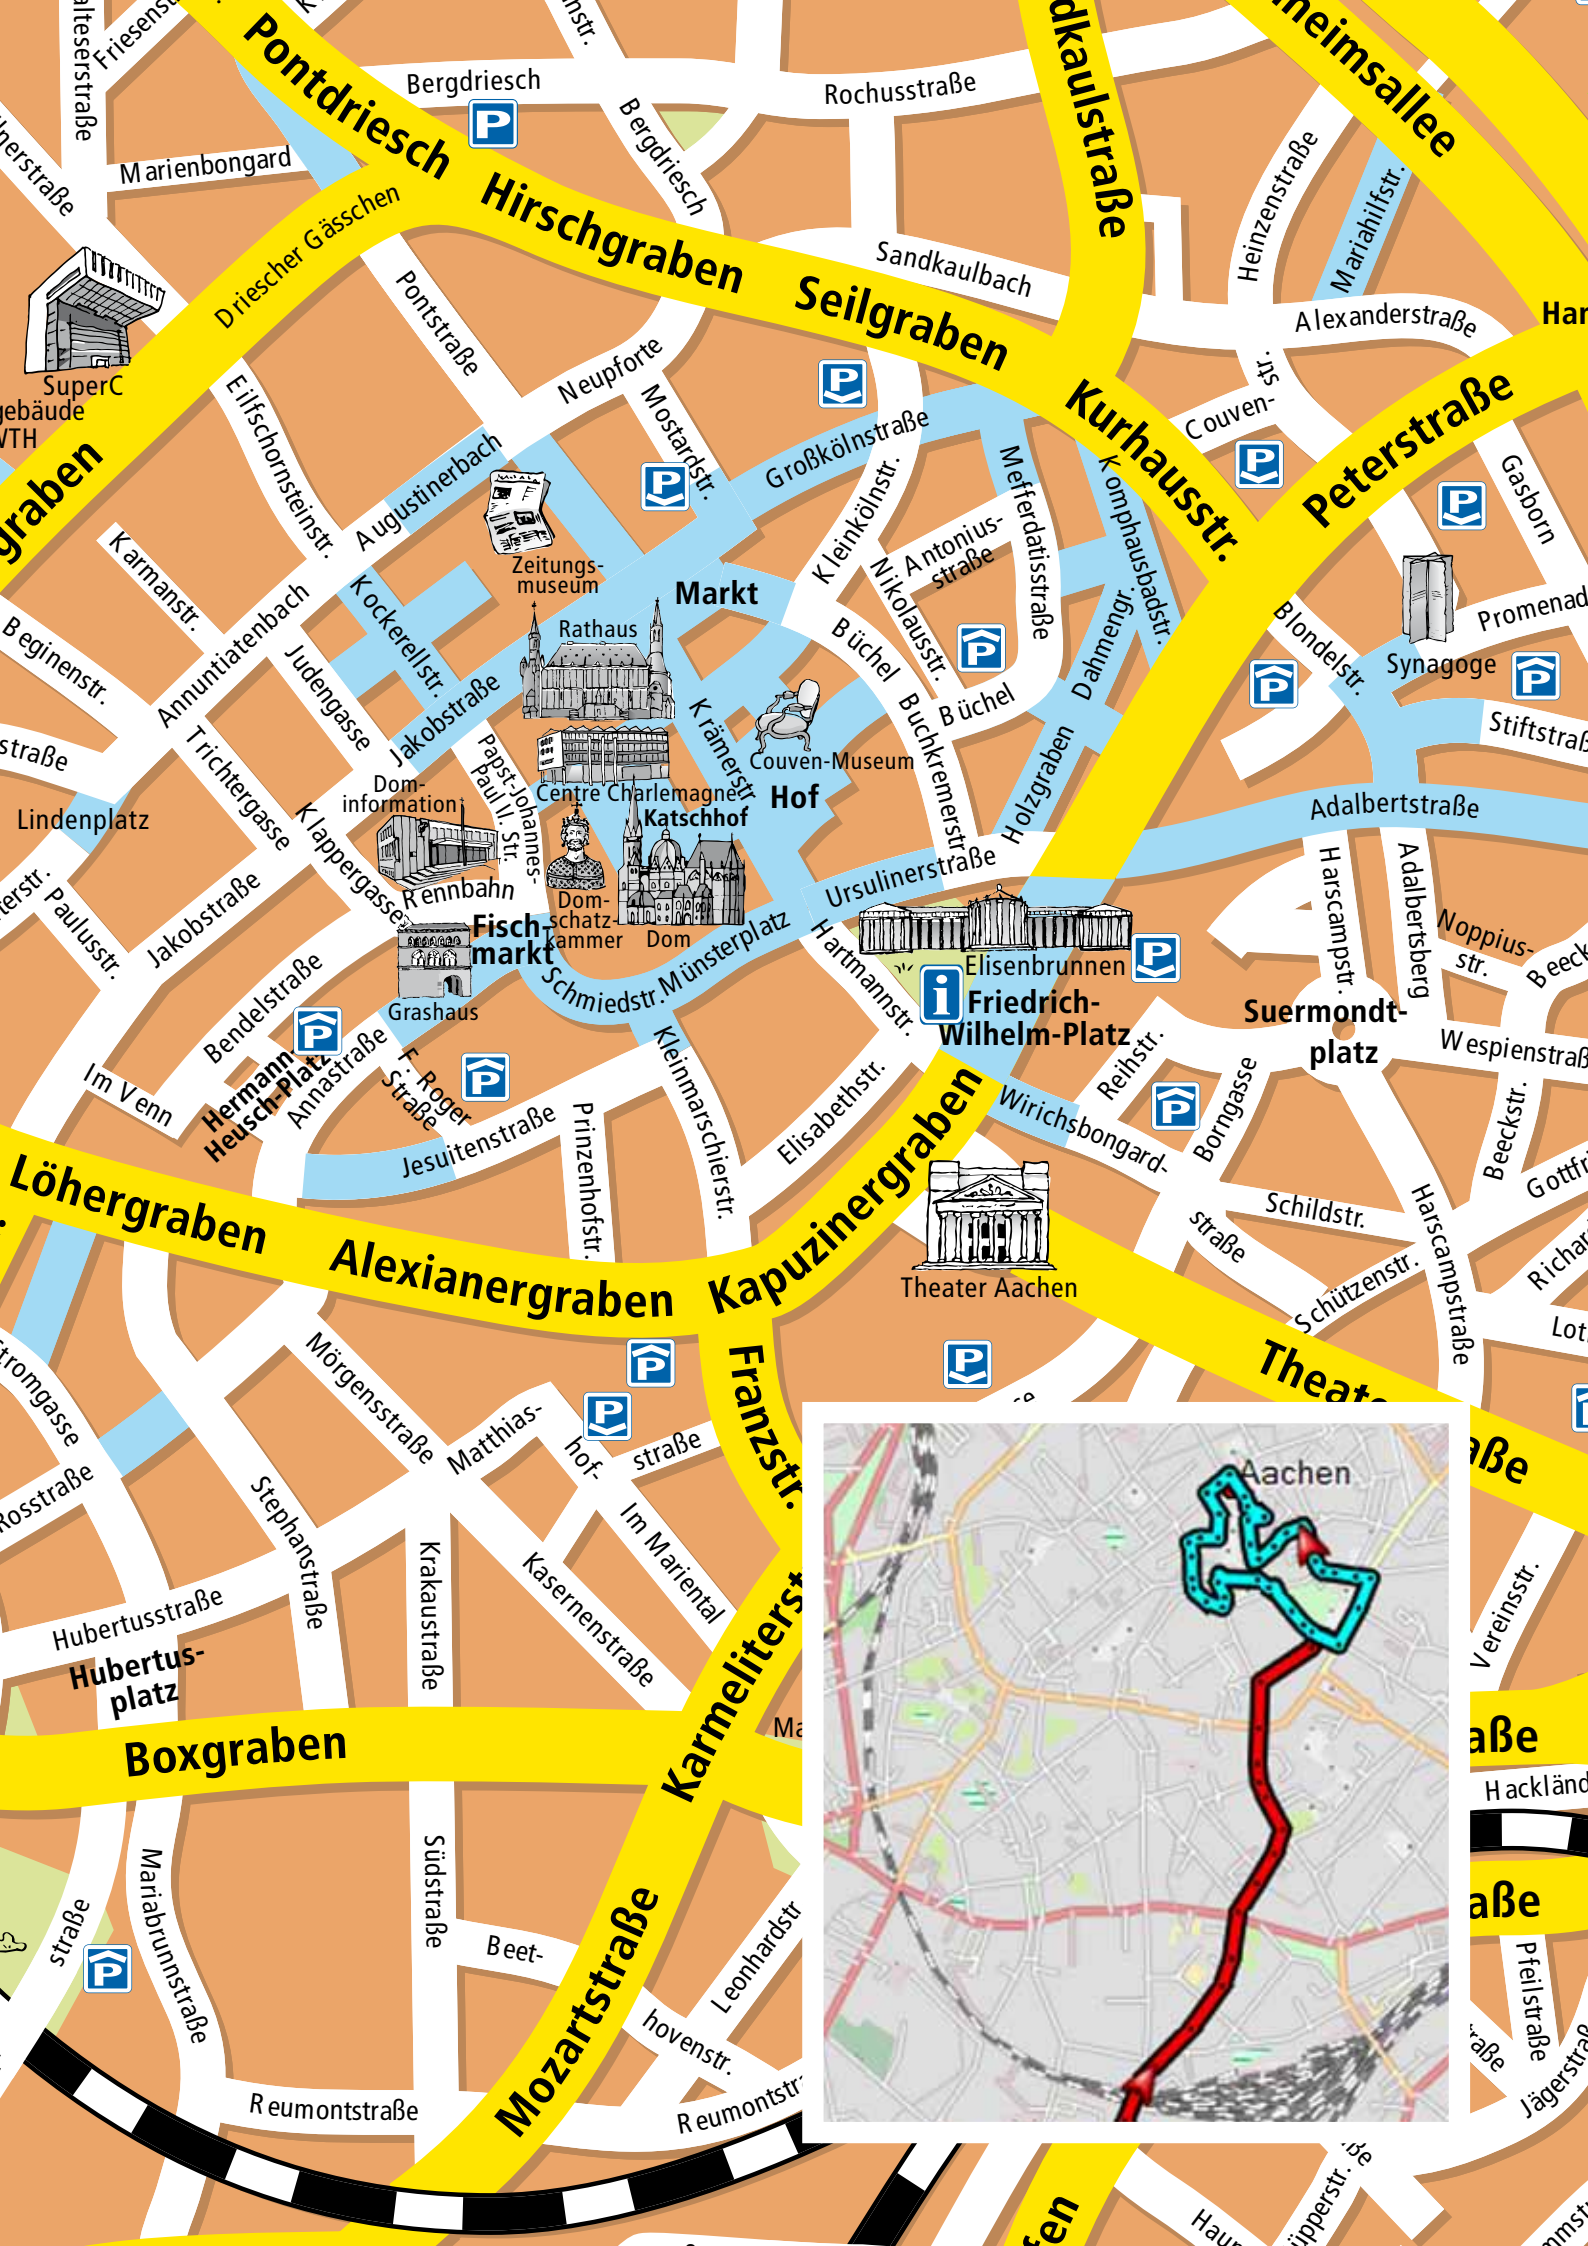 Pontdriesch
Bergdriesch
Rochusstraße
Marienbongard
Driescher Gässchen
Bergdriesch
Hirschgraben
Seilgraben
Sandkaulbach
Heinzenstraße
Mariahilfstr.
Alexanderstraße
SuperC
Pontstraße
Neupforte
Mostardstr.
Eilfschornsteinstr.
Augustinerbach
Großkölnstraße
Kurhausstr.
Couven-
str.
Peterstraße
Gasborn
Karmanstr.
Beginenstr.
Annuntiatenbach
Kockerellstr.
Judengasse
Jakobstraße
Zeitungs-
museum
Markt
Rathaus
Kleinkölnstr.
Antonius-
straße
Nikolausstr.
Mefferdatisstraße
Komphausbadstr.
Dahmengr.
Büchel
Büchel
Blondelstr.
Synagoge
Stiftstraß
Promenad
Trichtergasse
Lindenplatz
Paulusstr.
Jakobstraße
Klappergasse
Dom-
information
Rennbahn
Papst-Johannes-
Paul II. Str.
Centre Charlemagne
Krämerstr.
Couven-Museum
Hof
Katschhof
Buchkremerstr.
Holzgraben
Adalbertstraße
Ursulinerstraße
Fisch-
markt
Dom-
schatz-
kammer
Dom
Münsterplatz
Schmiedstr.
Hartmannstr.
Elisenbrunnen
i
Friedrich-
Wilhelm-Platz
Harscampstr.
Adalbertsberg
Noppius-
str.
Suermondt-
platz
Wespienstraß
Beeckstr.
Grashaus
Bendelstraße
Hermann-
Heusch-Platz
Annastraße
F. Roger
Straße
Im Venn
Jesuitenstraße
Prinzenhofstr.
Kleinmarschierstr.
Elisabethstr.
Wirichsbongard-
straße
Reihstr.
Borngasse
Schildstr.
Schützenstr.
Harscampstraße
Löhergraben
Alexianergraben
Kapuzinergraben
Theater Aachen
Franzstr.
Mörgensstraße
Matthias-
hof-
straße
Im Mariental
Rosstraße
Stephanstraße
Krakaustraße
Kasernenstraße
Hubertusstraße
Hubertus-
platz
Boxgraben
Karmeliterst
Aachen
Vereinsstr.
Südstraße
Mariabrunnstraße
straße
Beet-
hovenstr.
Leonhardstr
Mozartstraße
Reumontstraße
Reumontstra
Pfeilstraße
P